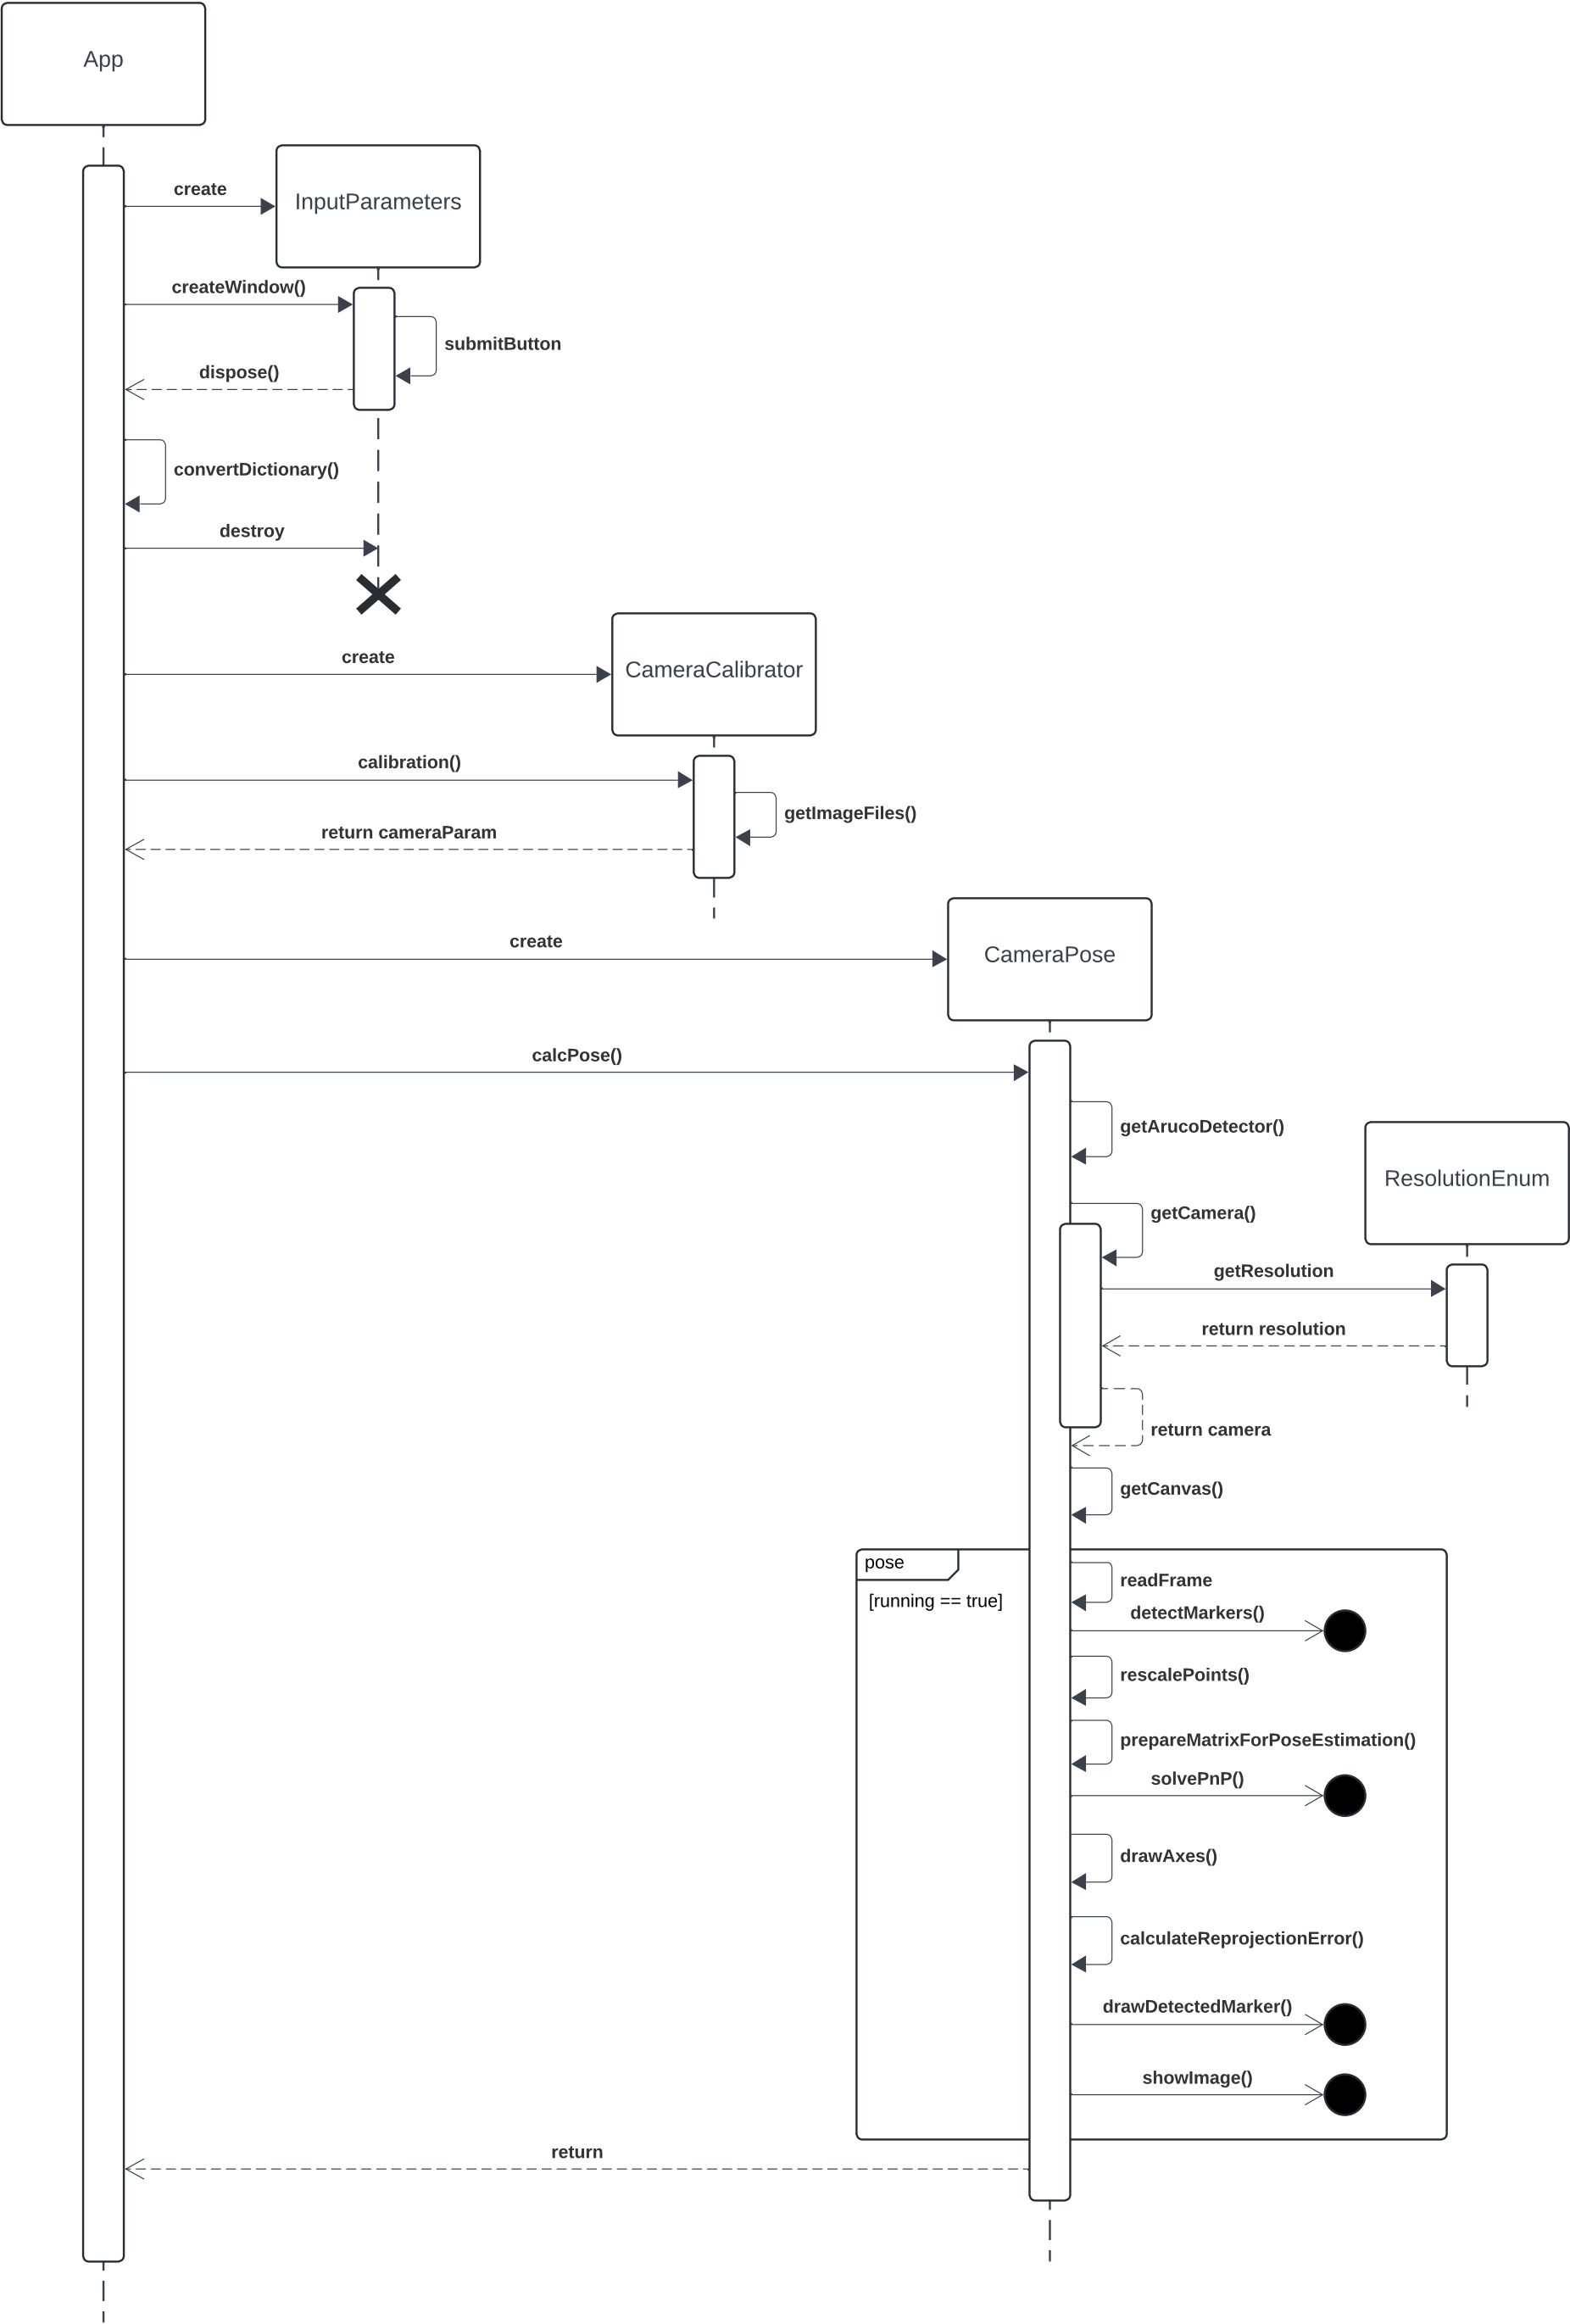 App
create
InputParameters
createWindow()
submitButton
dispose()
convertDictionary()
destroy
create
CameraCalibrator
calibration()
getImageFiles()
return cameraParam
create
CameraPose
calcPose()
getArucoDetector()
ResolutionEnum
getCamera()
getResolution
return resolution
return camera
getCanvas()
pose
[running == true]
readFrame
detectMarkers()
rescalePoints()
prepareMatrixForPoseEstimation()
solvePnP()
drawAxes()
calculateReprojectionError()
drawDetectedMarker()
showImage()
return